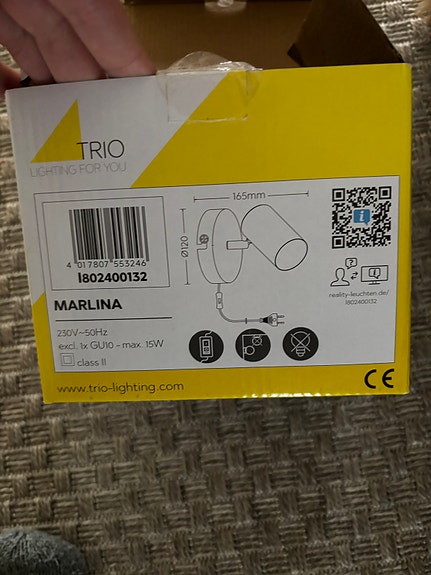 TRIO
LIGHTING FOR YOU
4 017807 553246
I802400132
MARLINA
230V~50Hz
excl. 1x GU10 - max. 15W
class II
165mm
Ø120
i
?
i
reality-leuchten.de/
I802400132
www.trio-lighting.com
CE